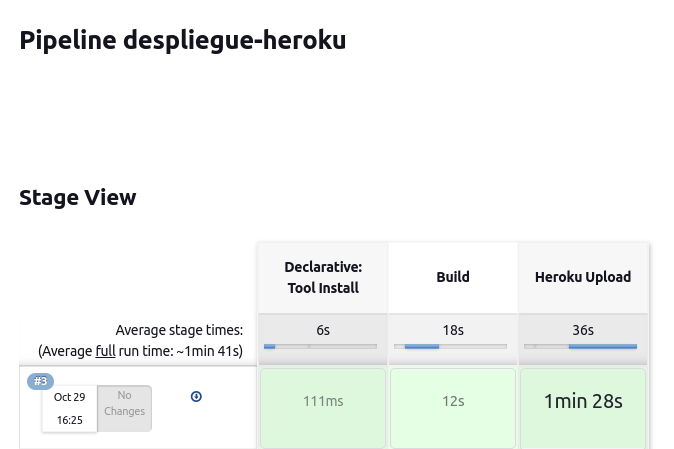 Pipeline despliegue-heroku
Stage View
Declarative:
Tool Install
Build
Heroku Upload
Average stage times:
6s
18s
36s
(Average full run time: ~1min 41s)
#3
Oct 29
16:25
No
Changes
111ms
12s
1min 28s